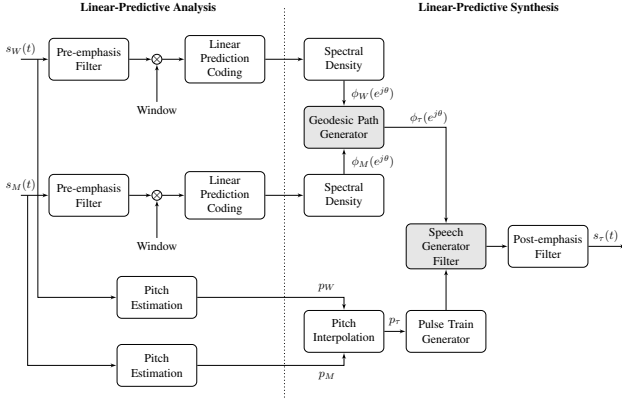 Linear-Predictive Analysis
Linear-Predictive Synthesis
s_W(t)
Pre-emphasis
Filter
Linear
Prediction
Coding
Spectral
Density
Window
ϕ_W(e^{jθ})
Geodesic Path
Generator
ϕ_τ(e^{jθ})
ϕ_M(e^{jθ})
s_M(t)
Pre-emphasis
Filter
Linear
Prediction
Coding
Spectral
Density
Window
Speech
Generator
Filter
Post-emphasis
Filter
s_τ(t)
Pitch
Estimation
p_W
Pitch
Interpolation
p_τ
Pulse Train
Generator
Pitch
Estimation
p_M